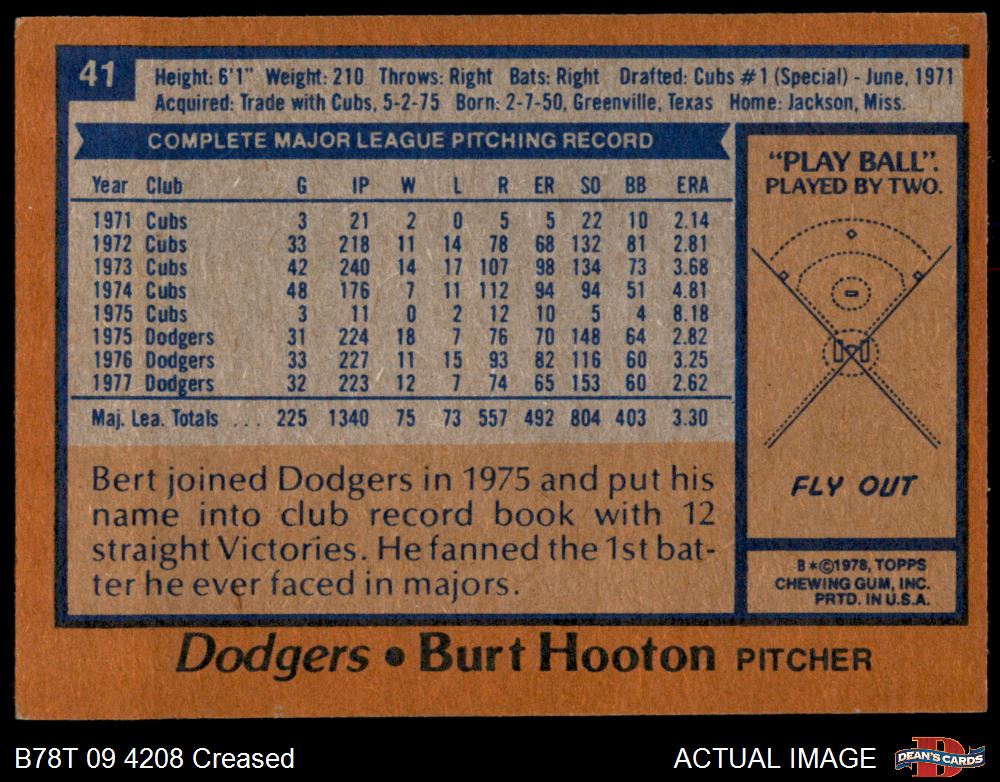 41
Height: 6'1" Weight: 210 Throws: Right Bats: Right Drafted: Cubs #1 (Special) - June, 1971
Acquired: Trade with Cubs, 5-2-75 Born: 2-7-50, Greenville, Texas Home: Jackson, Miss.
COMPLETE MAJOR LEAGUE PITCHING RECORD
Year Club G IP W L R ER SO BB ERA
1971 Cubs 3 21 2 0 5 5 22 10 2.14
1972 Cubs 33 218 11 14 78 68 132 81 2.81
1973 Cubs 42 240 14 17 107 98 134 73 3.68
1974 Cubs 48 176 7 11 112 94 94 51 4.81
1975 Cubs 3 11 0 2 12 10 5 4 8.18
1975 Dodgers 31 224 18 7 76 70 148 64 2.82
1976 Dodgers 33 227 11 15 93 82 116 60 3.25
1977 Dodgers 32 223 12 7 74 65 153 60 2.62
Maj. Lea. Totals ... 225 1340 75 73 557 492 804 403 3.30
Bert joined Dodgers in 1975 and put his
name into club record book with 12
straight Victories. He fanned the 1st bat-
ter he ever faced in majors.
"PLAY BALL".
PLAYED BY TWO.
FLY OUT
B*©1978, TOPPS
CHEWING GUM, INC.
PRTD. IN U.S.A.
Dodgers • Burt Hooton PITCHER
B78T 09 4208 Creased
ACTUAL IMAGE
DEAN'S CARDS